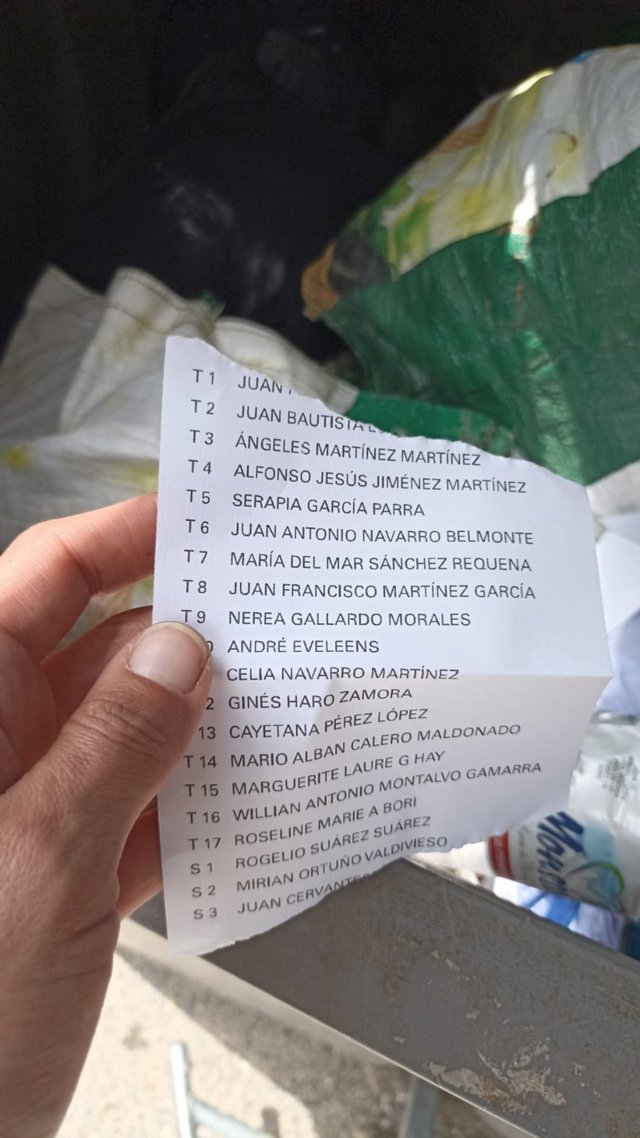 T 1 JUAN
T 2 JUAN BAUTISTA
T 3 ÁNGELES MARTÍNEZ MARTÍNEZ
T 4 ALFONSO JESÚS JIMÉNEZ MARTÍNEZ
T 5 SERAPIA GARCÍA PARRA
T 6 JUAN ANTONIO NAVARRO BELMONTE
T 7 MARÍA DEL MAR SÁNCHEZ REQUENA
T 8 JUAN FRANCISCO MARTÍNEZ GARCÍA
T 9 NEREA GALLARDO MORALES
ANDRÉ EVELEENS
CELIA NAVARRO MARTÍNEZ
2 GINÉS HARO ZAMORA
13 CAYETANA PÉREZ LÓPEZ
T 14 MARIO ALBAN CALERO MALDONADO
T 15 MARGUERITE LAURE G HAY
T 16 WILLIAN ANTONIO MONTALVO GAMARRA
T 17 ROSELINE MARIE A BORI
S 1 ROGELIO SUÁREZ SUÁREZ
S 2 MIRIAN ORTUÑO VALDIVIESO
S 3 JUAN